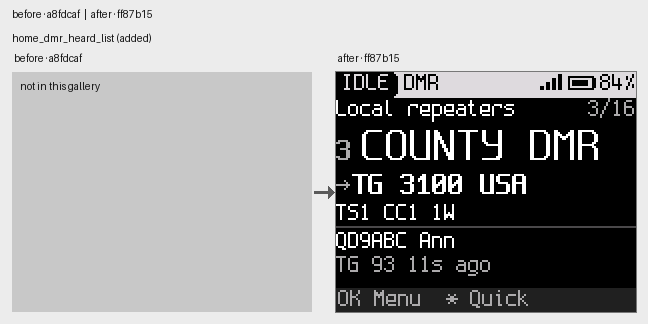 before · a8fdcaf | after · ff87b15
home_dmr_heard_list (added)
before · a8fdcaf
not in this gallery
after · ff87b15
IDLE DMR 84%
Local repeaters 3/16
3 COUNTY DMR
→TG 3100 USA
TS1 CC1 1W
QD9ABC Ann
TG 93 11s ago
OK Menu * Quick